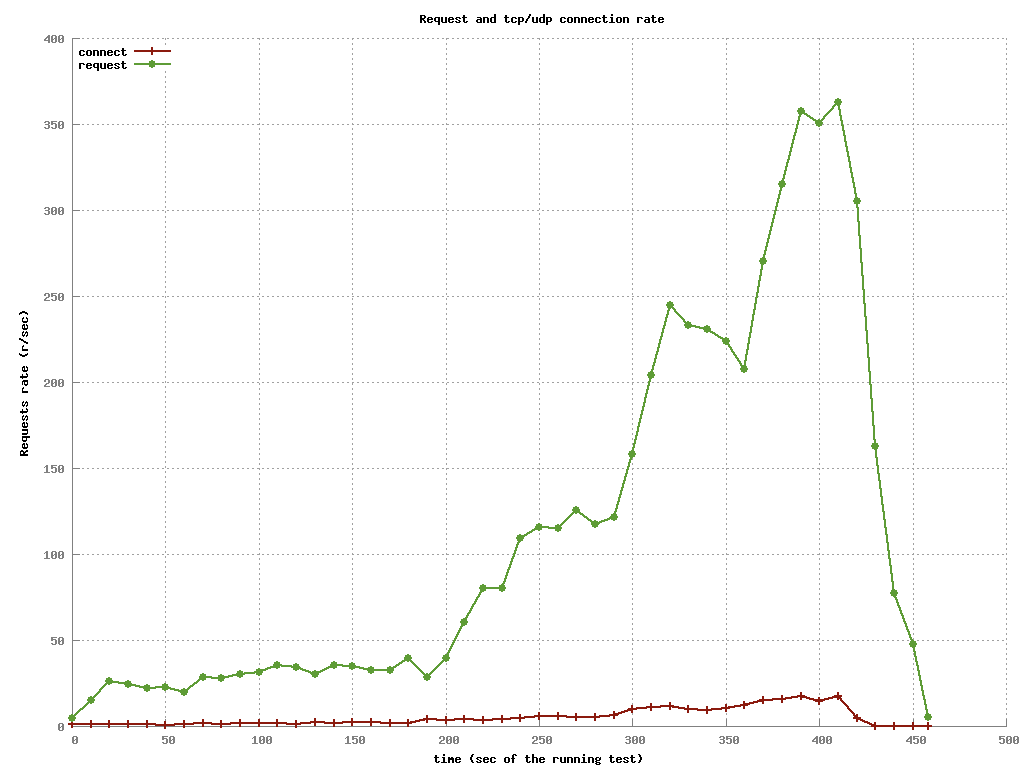 Request and tcp/udp connection rate
connect
request
400
350
300
250
200
150
100
50
0
Requests rate (r/sec)
0 50 100 150 200 250 300 350 400 450 500
time (sec of the running test)